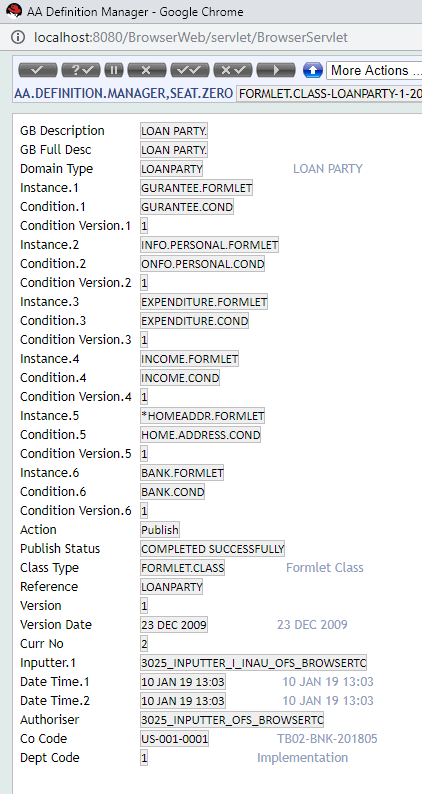 AA Definition Manager - Google Chrome
localhost:8080/BrowserWeb/servlet/BrowserServlet
More Actions ...
AA.DEFINITION.MANAGER,SEAT.ZERO FORMLET.CLASS-LOANPARTY-1-20
GB Description LOAN PARTY.
GB Full Desc LOAN PARTY.
Domain Type LOANPARTY LOAN PARTY
Instance.1 GURANTEE.FORMLET
Condition.1 GURANTEE.COND
Condition Version.1 1
Instance.2 INFO.PERSONAL.FORMLET
Condition.2 ONFO.PERSONAL.COND
Condition Version.2 1
Instance.3 EXPENDITURE.FORMLET
Condition.3 EXPENDITURE.COND
Condition Version.3 1
Instance.4 INCOME.FORMLET
Condition.4 INCOME.COND
Condition Version.4 1
Instance.5 *HOMEADDR.FORMLET
Condition.5 HOME.ADDRESS.COND
Condition Version.5 1
Instance.6 BANK.FORMLET
Condition.6 BANK.COND
Condition Version.6 1
Action Publish
Publish Status COMPLETED SUCCESSFULLY
Class Type FORMLET.CLASS Formlet Class
Reference LOANPARTY
Version 1
Version Date 23 DEC 2009 23 DEC 2009
Curr No 2
Inputter.1 3025_INPUTTER_I_INAU_OFS_BROWSERTC
Date Time.1 10 JAN 19 13:03 10 JAN 19 13:03
Date Time.2 10 JAN 19 13:03 10 JAN 19 13:03
Authoriser 3025_INPUTTER_OFS_BROWSERTC
Co Code US-001-0001 TB02-BNK-201805
Dept Code 1 Implementation